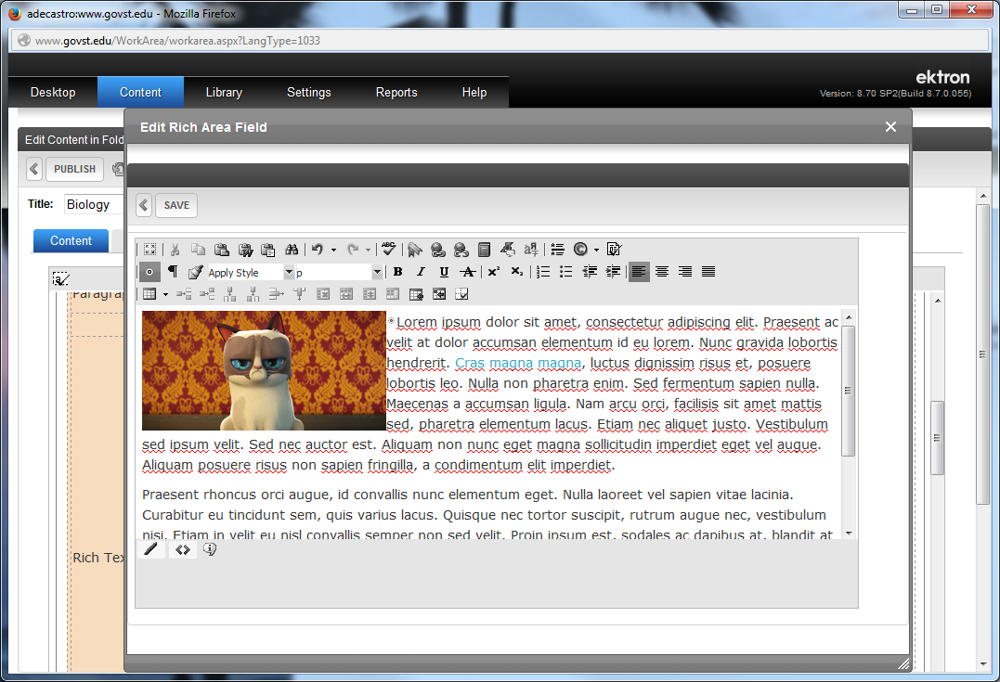 adecastro:www.govst.edu - Mozilla Firefox
www.govst.edu/WorkArea/workarea.aspx?LangType=1033
ektron
Desktop Content Library Settings Reports Help
Version: 8.70 SP2(Build 8.7.0.055)
Edit Rich Area Field
Edit Content in Fold
PUBLISH
SAVE
Title: Biology
Content
ABC
Apply Style p
B I U A x² x₂
Paragrap
Lorem ipsum dolor sit amet, consectetur adipiscing elit. Praesent ac
velit at dolor accumsan elementum id eu lorem. Nunc gravida lobortis
hendrerit. Cras magna magna, luctus dignissim risus et, posuere
lobortis leo. Nulla non pharetra enim. Sed fermentum sapien nulla.
Maecenas a accumsan ligula. Nam arcu orci, facilisis sit amet mattis
sed, pharetra elementum lacus. Etiam nec aliquet justo. Vestibulum
sed ipsum velit. Sed nec auctor est. Aliquam non nunc eget magna sollicitudin imperdiet eget vel augue.
Aliquam posuere risus non sapien fringilla, a condimentum elit imperdiet.
Praesent rhoncus orci augue, id convallis nunc elementum eget. Nulla laoreet vel sapien vitae lacinia.
Curabitur eu tincidunt sem, quis varius lacus. Quisque nec tortor suscipit, rutrum augue nec, vestibulum
nisi. Etiam in velit eu nisl convallis semper non sed velit. Proin ipsum est, sodales ac dapibus at, blandit at
Rich Tex